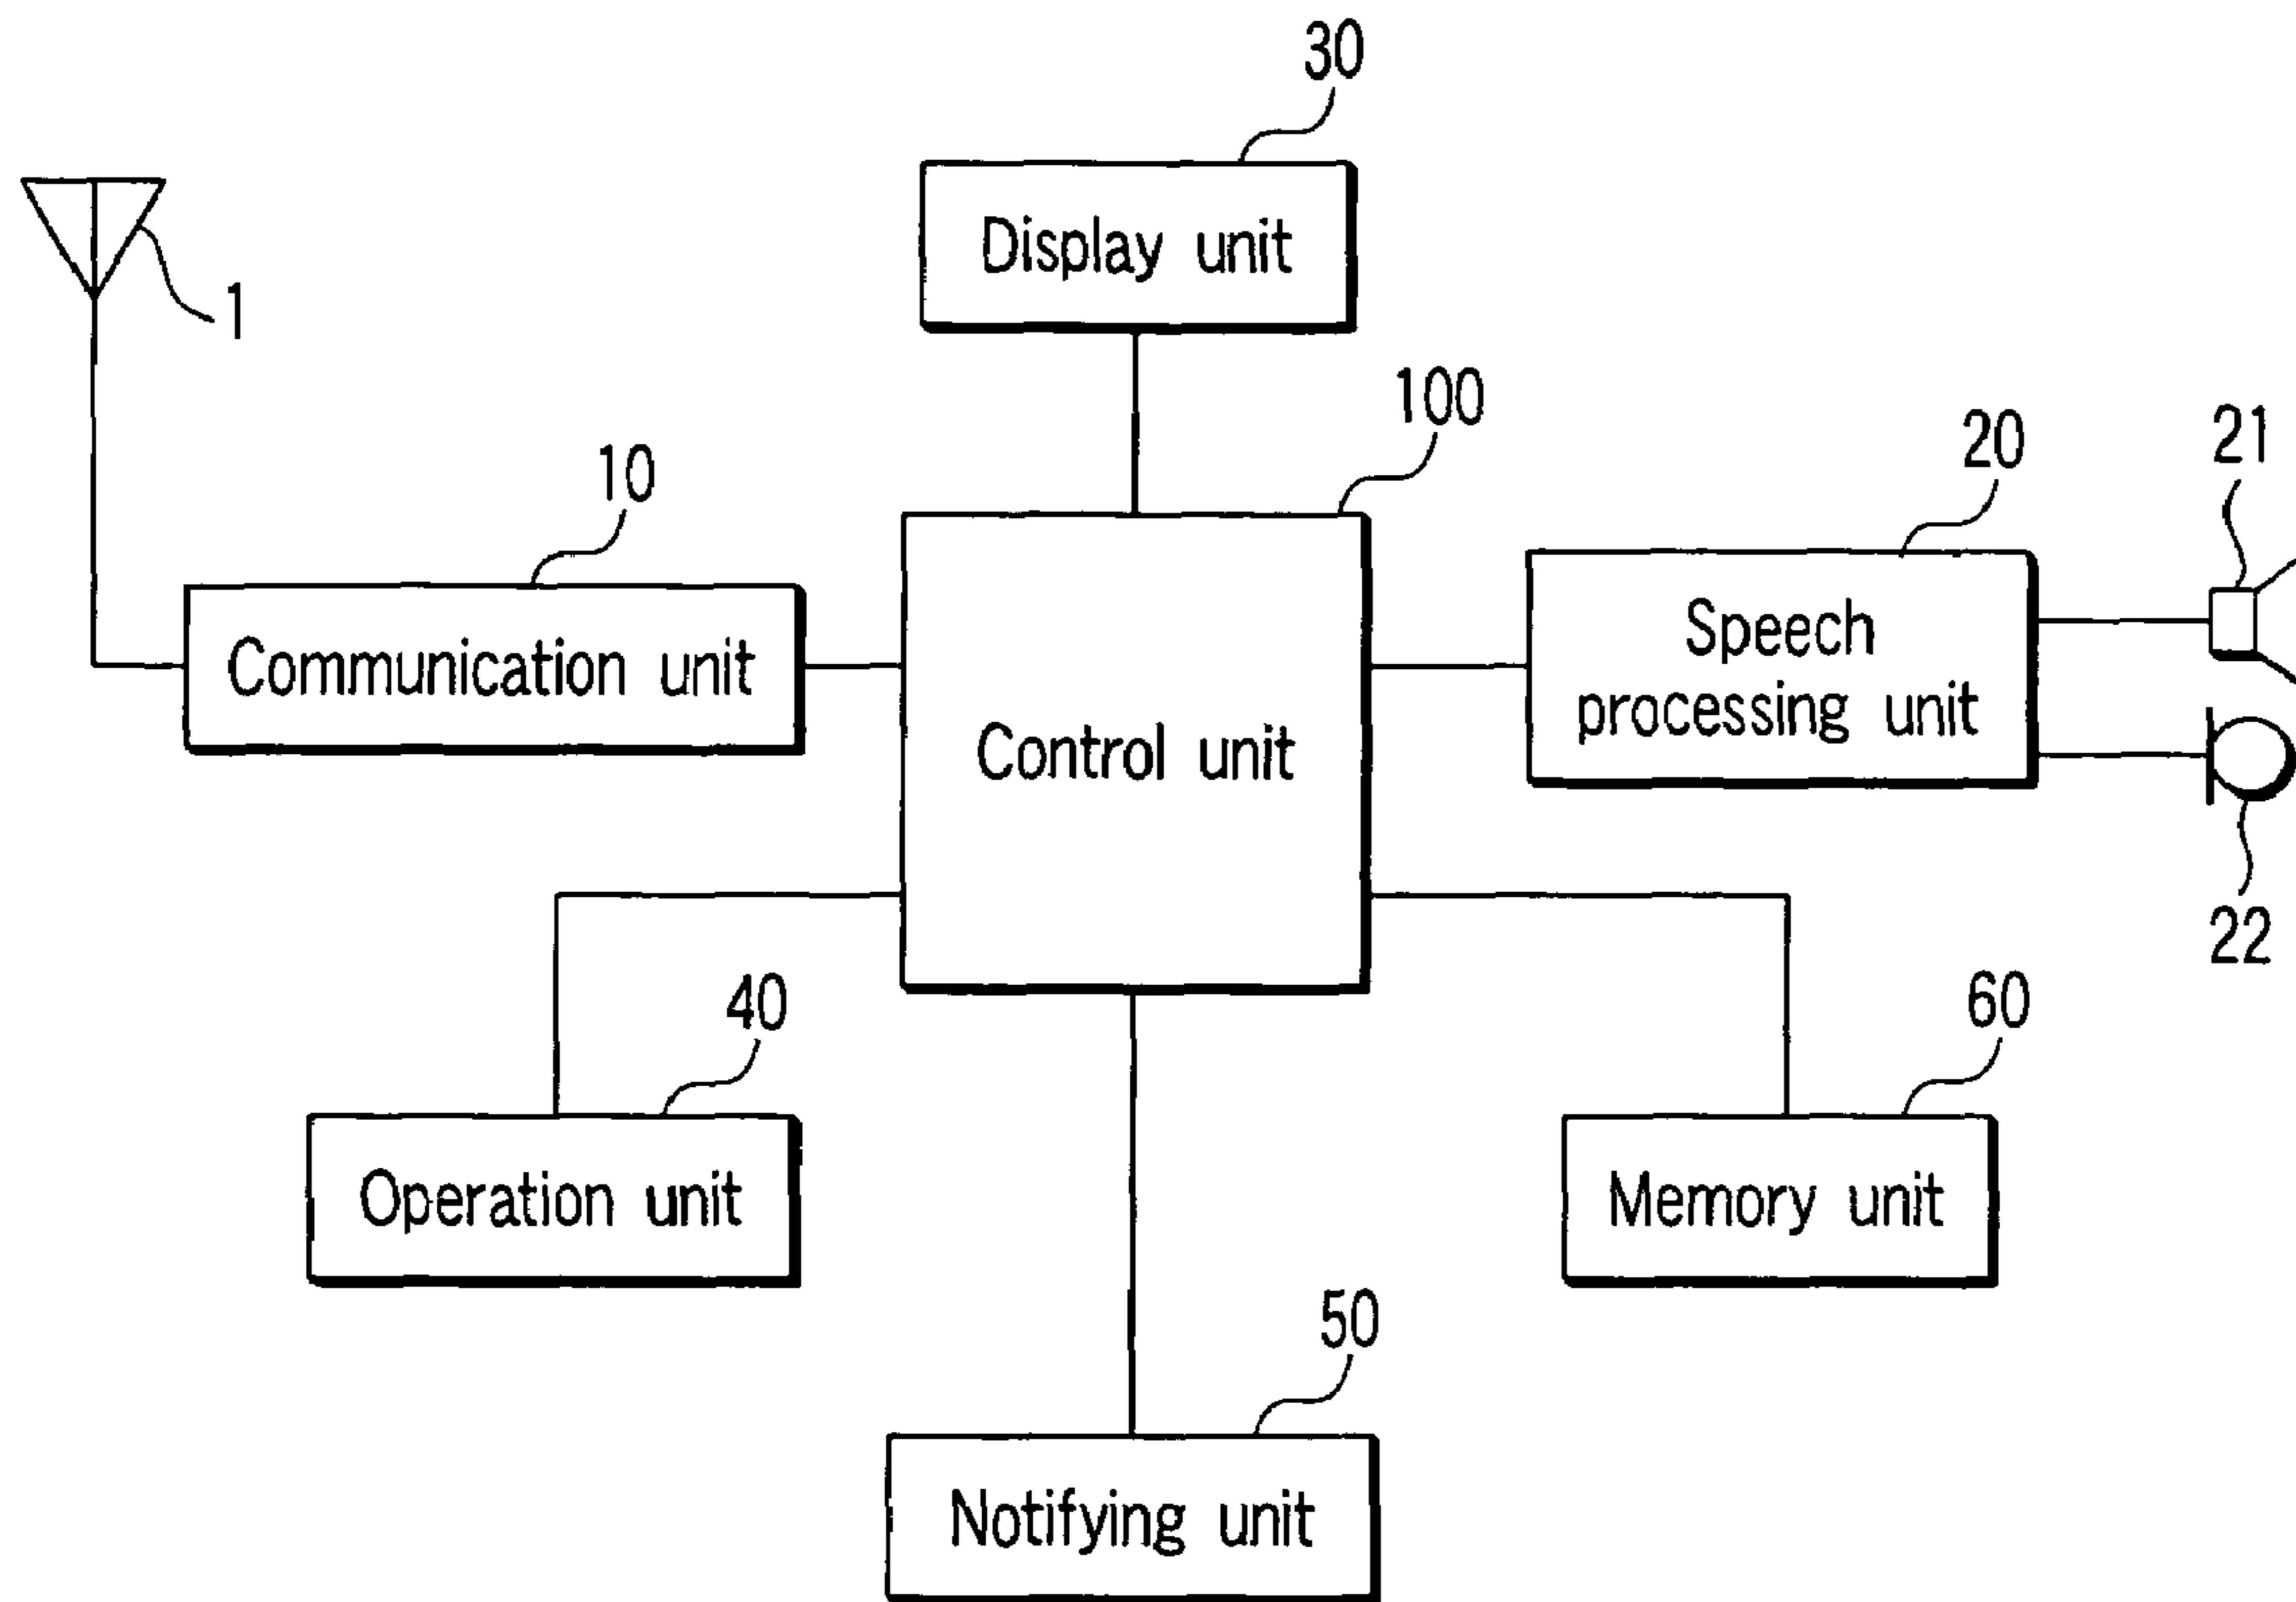 30
Display unit
1
100
20
21
10
Speech
processing unit
Communication unit
Control unit
22
40
60
Operation unit
Memory unit
50
Notifying unit